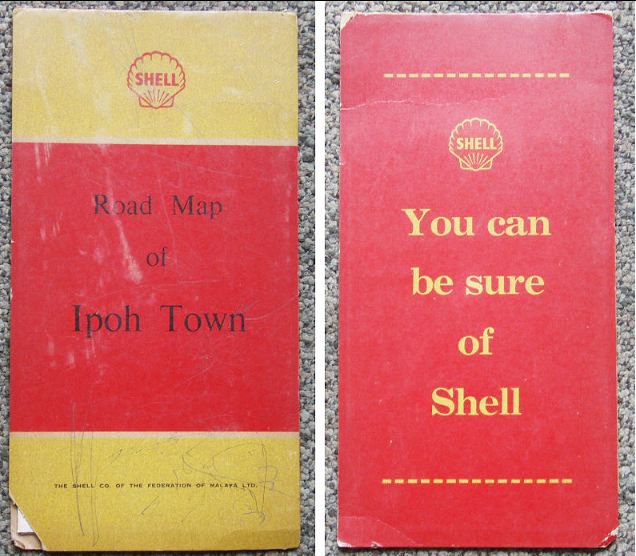 SHELL
Road Map
of
Ipoh Town
THE SHELL CO. OF THE FEDERATION OF MALAYA LTD.
SHELL
You can
be sure
of
Shell